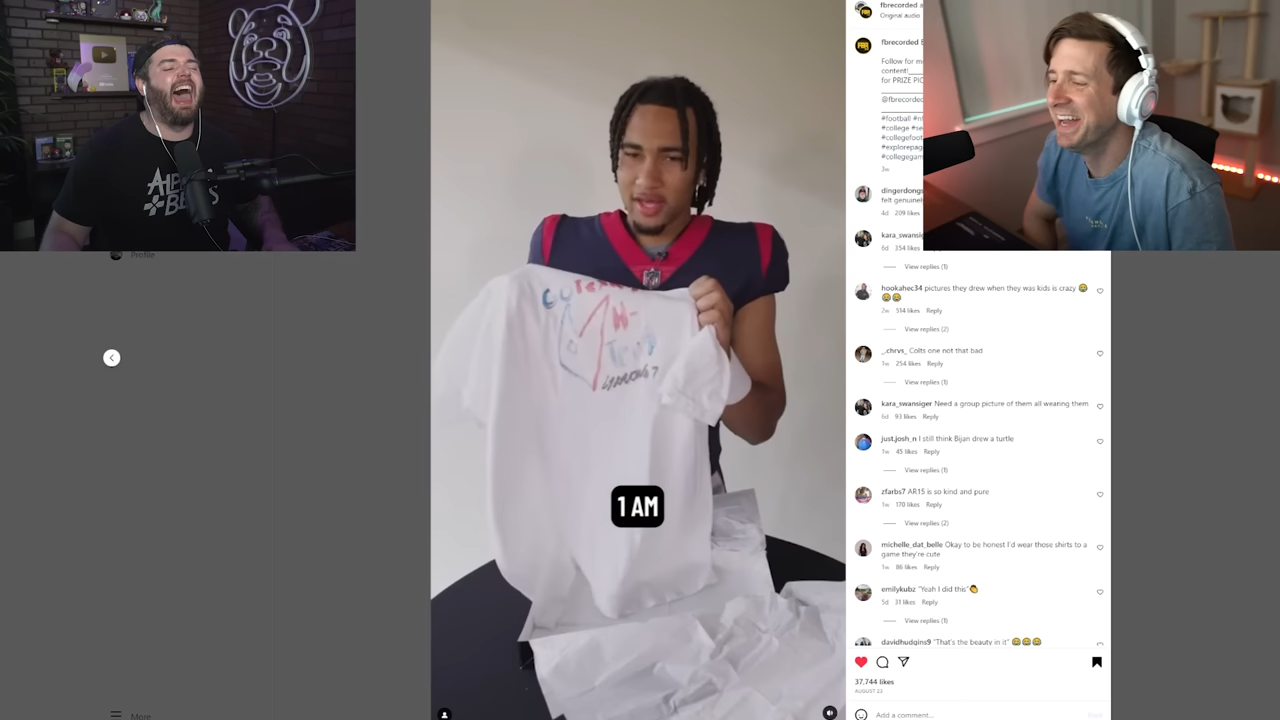 fbrecorded
Original audio
fbrecorded
Follow for m
content!
for PRIZE PIC
@fbrecorded
#football #nf
#college #se
#collegefoot
#explorepag
#collegegam
3w
dingerdongs
felt genuinel
4d 209 likes
kara_swansig
6d 354 likes
View replies (1)
hookahec34 pictures they drew when they was kids is crazy 😭
😄😄
2w 514 likes Reply
View replies (2)
_.chrvs_ Colts one not that bad
1w 254 likes Reply
View replies (1)
kara_swansiger Need a group picture of them all wearing them
6d 93 likes Reply
just.josh_n I still think Bijan drew a turtle
1w 45 likes Reply
View replies (1)
zfarbs7 AR15 is so kind and pure
1w 170 likes Reply
View replies (2)
michelle_dat_belle Okay to be honest I'd wear those shirts to a
game they're cute
1w 86 likes Reply
emilykubz "Yeah I did this"👏
5d 31 likes Reply
View replies (1)
davidhudgins9 "That's the beauty in it" 😂😂😂
37,744 likes
AUGUST 23
Add a comment...
Post
Profile
More
H-
Town
1 AM